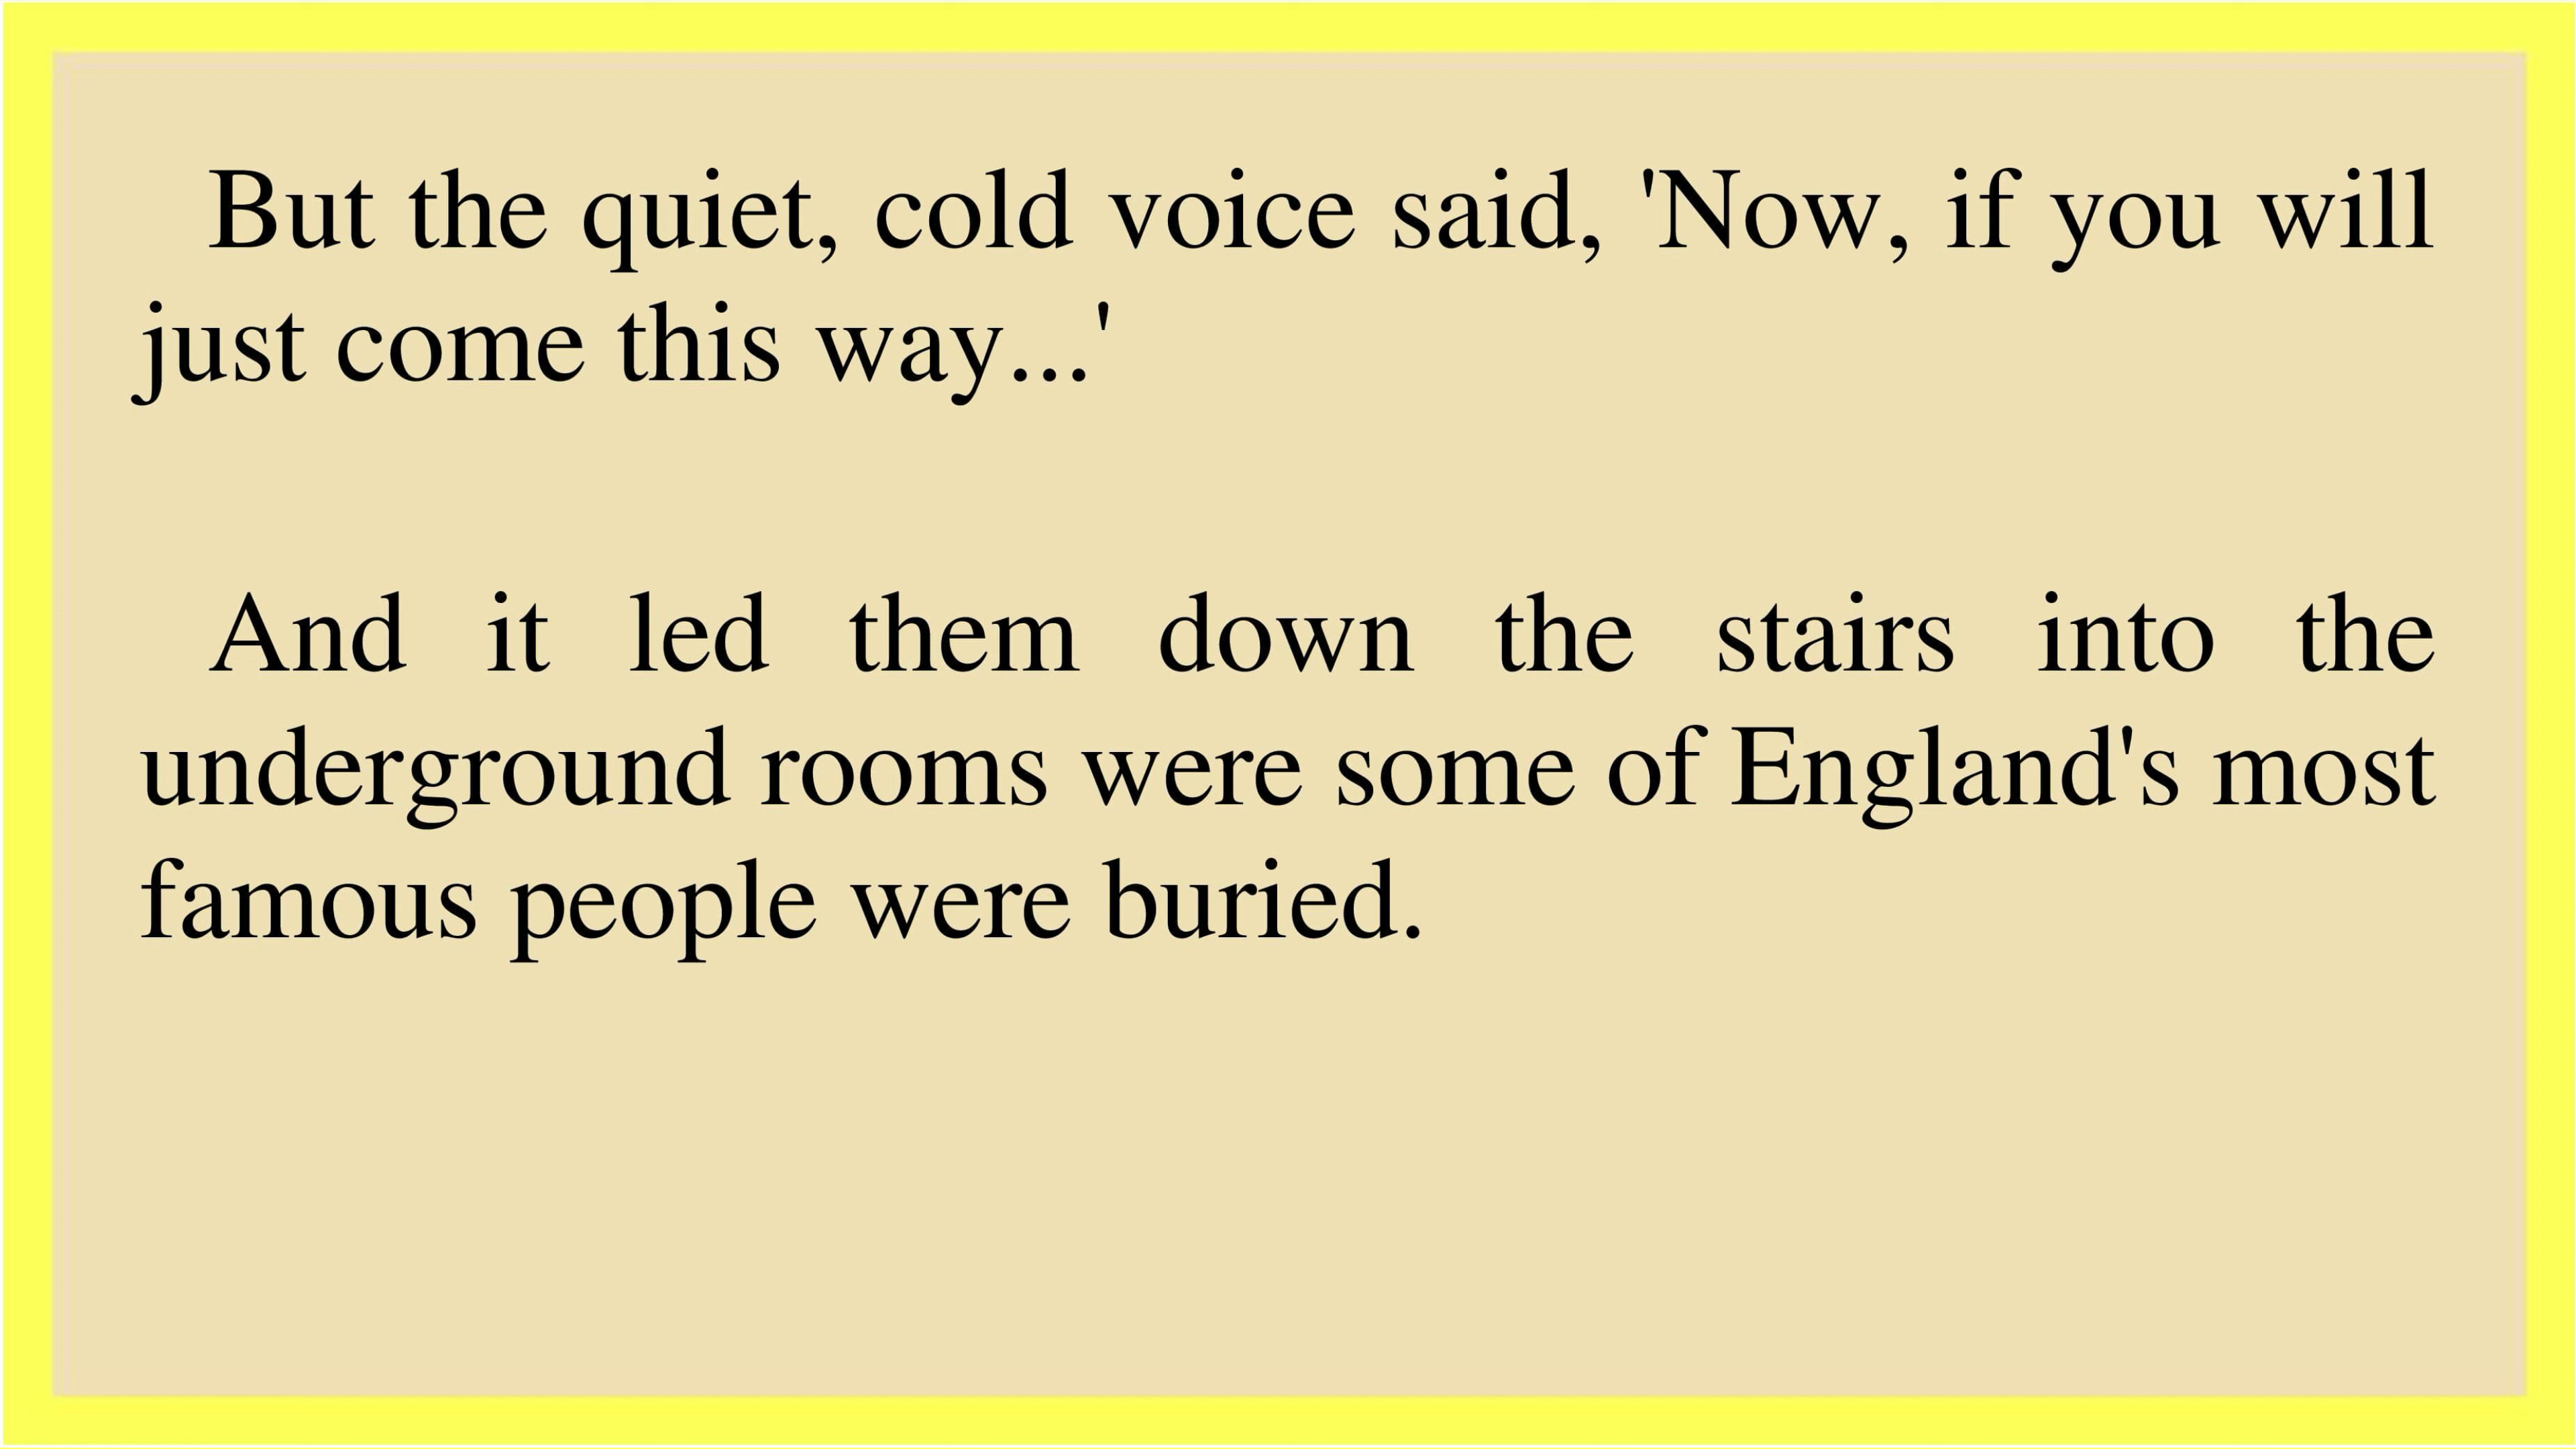 But the quiet, cold voice said, 'Now, if you will
just come this way...'
And it led them down the stairs into the
underground rooms were some of England's most
famous people were buried.